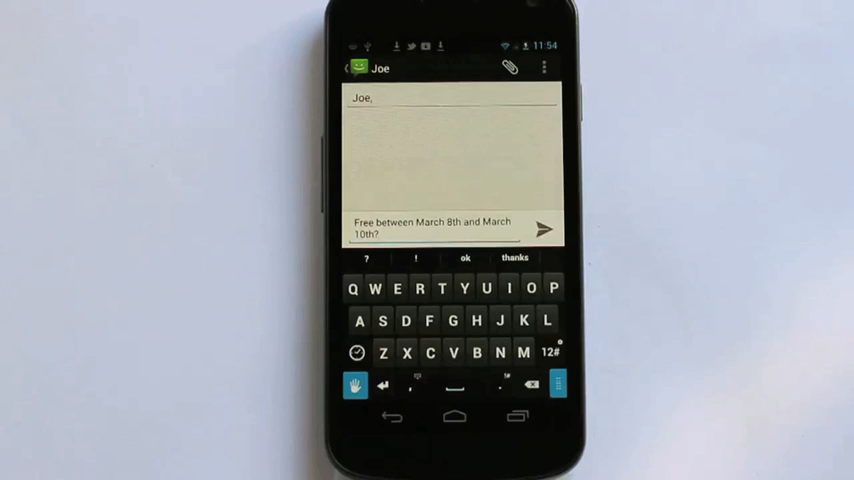 11:54
Joe
Joe,
Free between March 8th and March
10th?
? ! ok thanks
Q W E R T Y U I O P
A S D F G H J K L
Z X C V B N M 12#
, .